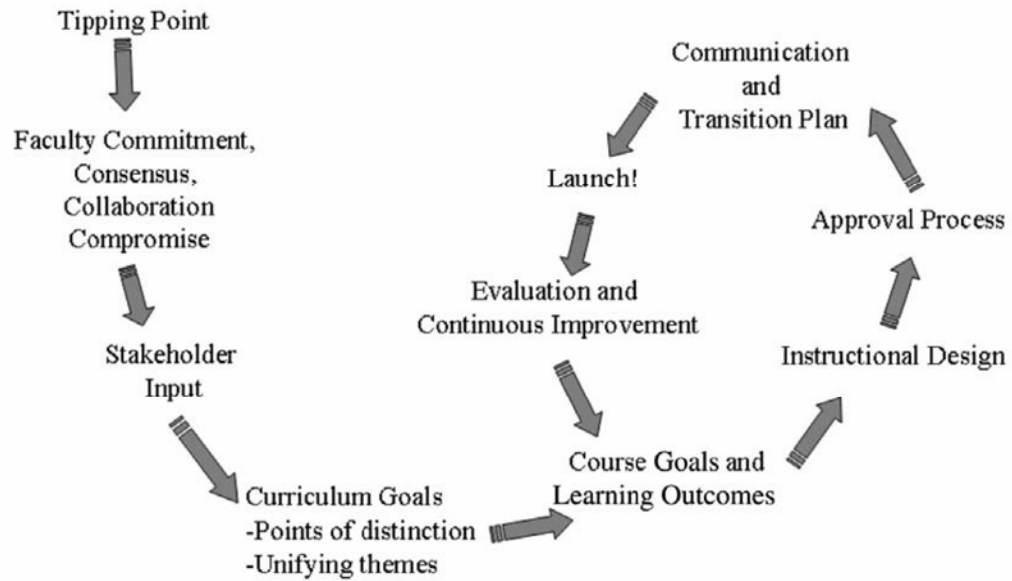 Tipping Point
Faculty Commitment,
Consensus,
Collaboration
Compromise
Stakeholder
Input
Curriculum Goals
-Points of distinction
-Unifying themes
Course Goals and
Learning Outcomes
Instructional Design
Approval Process
Communication
and
Transition Plan
Launch!
Evaluation and
Continuous Improvement